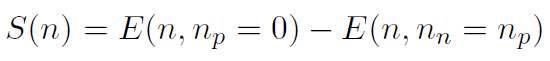 S(n) = E(n, n_p = 0) − E(n, n_n = n_p)